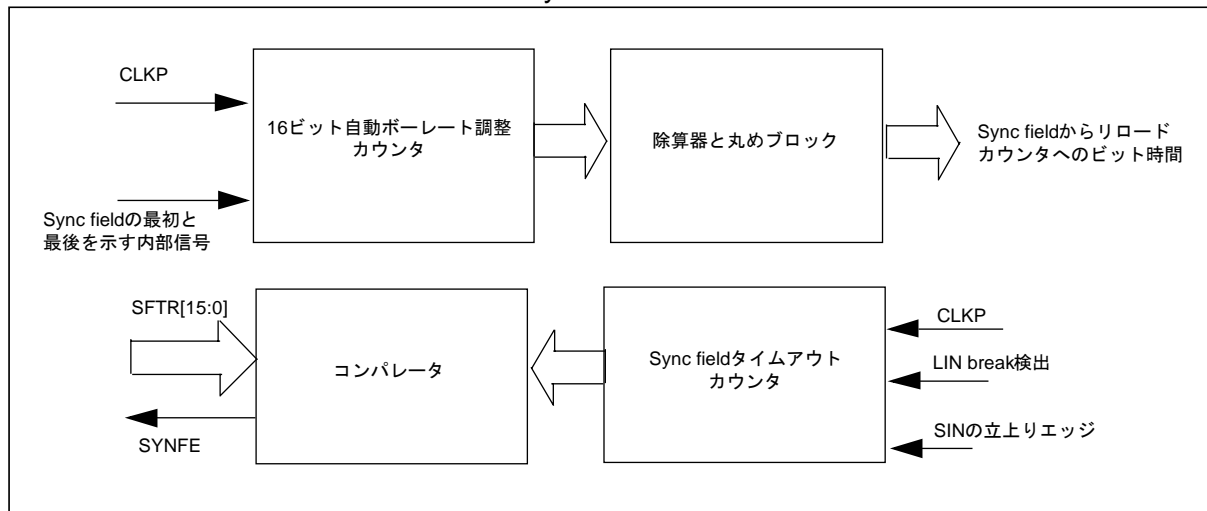 CLKP
16ビット自動ボーレート調整
カウンタ
除算器と丸めブロック
Sync fieldからリロード
カウンタへのビット時間
Sync fieldの最初と
最後を示す内部信号
SFTR[15:0]
コンパレータ
SYNFE
Sync fieldタイムアウト
カウンタ
CLKP
LIN break検出
SINの立上りエッジ